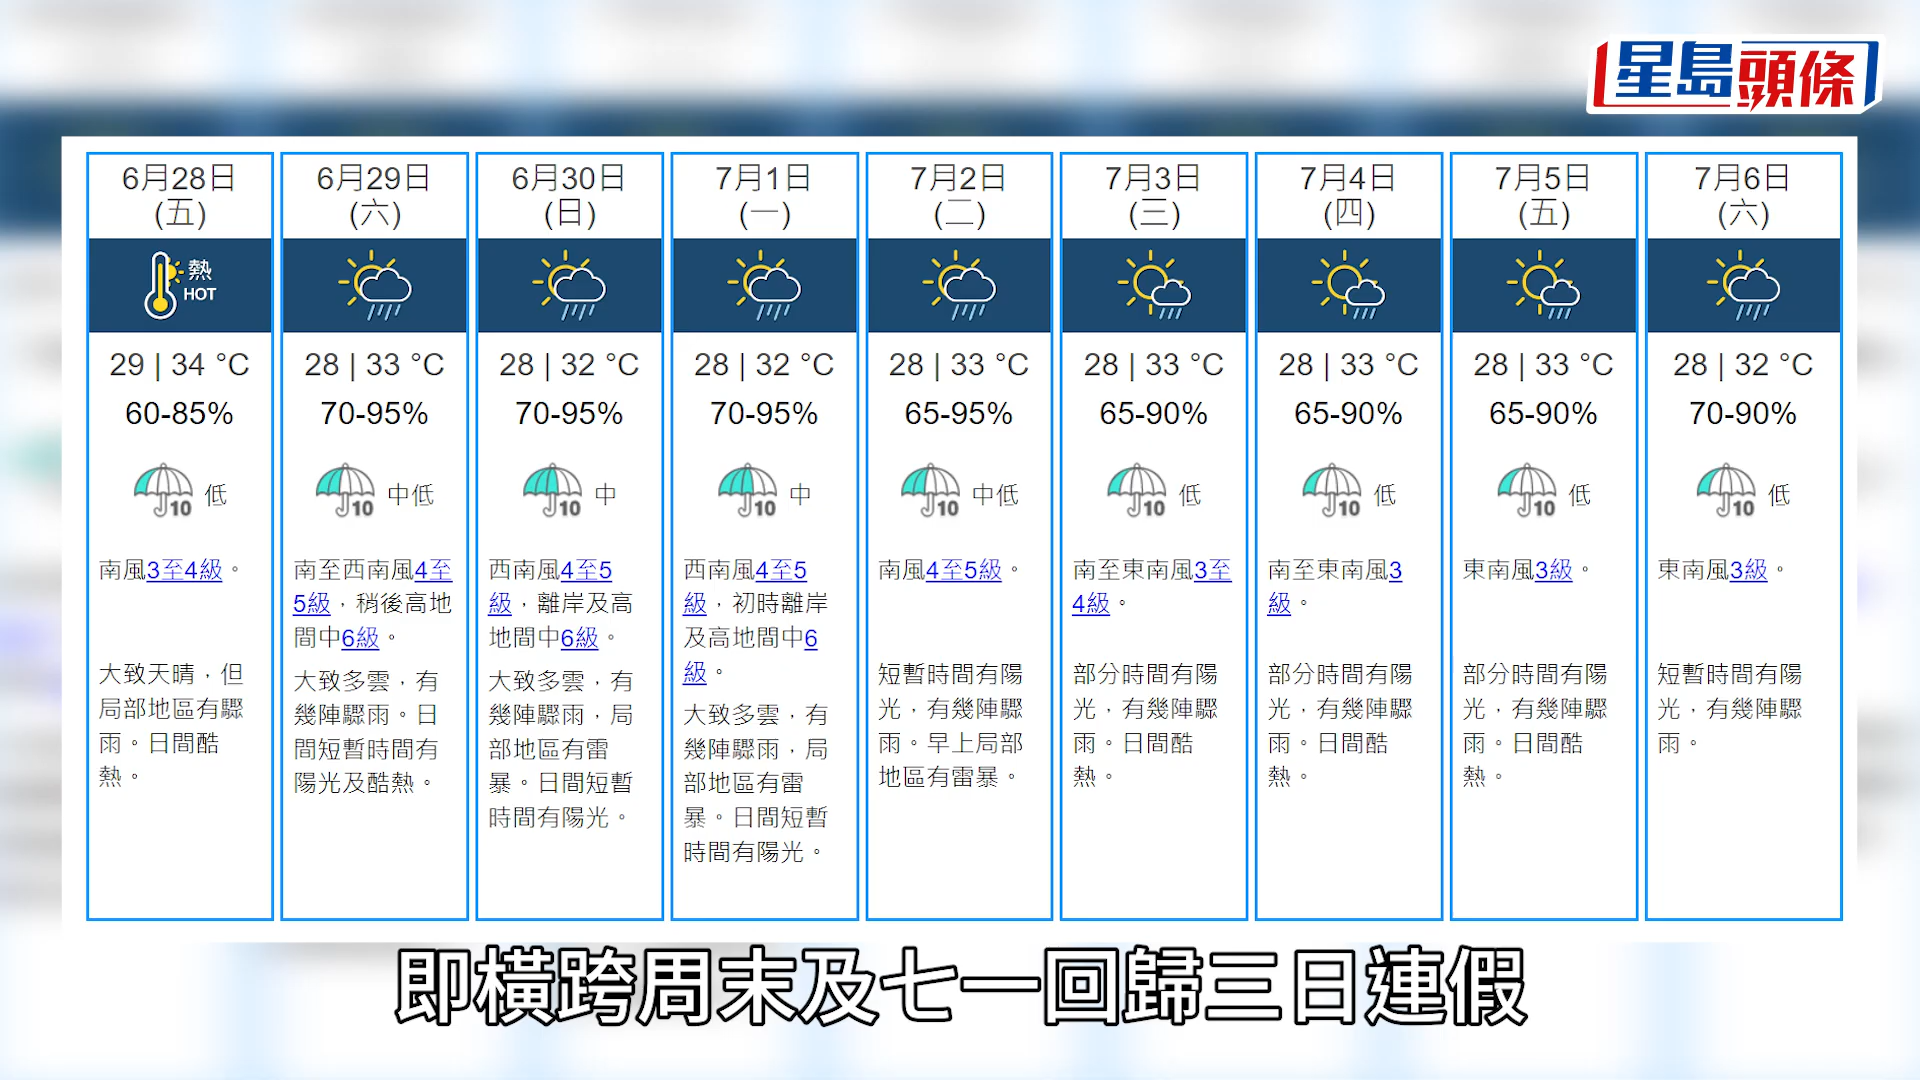 星島頭條
6月28日
(五)
熱
HOT
29 | 34 °C
60-85%
10 低
南風3至4級。
大致天晴，但
局部地區有驟
雨。日間酷
熱。
6月29日
(六)
28 | 33 °C
70-95%
10 中低
南至西南風4至
5級，稍後高地
間中6級。
大致多雲，有
幾陣驟雨。日
間短暫時間有
陽光及酷熱。
6月30日
(日)
28 | 32 °C
70-95%
10 中
西南風4至5
級，離岸及高
地間中6級。
大致多雲，有
幾陣驟雨，局
部地區有雷
暴。日間短暫
時間有陽光。
7月1日
(一)
28 | 32 °C
70-95%
10 中
西南風4至5
級，初時離岸
及高地間中6
級。
大致多雲，有
幾陣驟雨，局
部地區有雷
暴。日間短暫
時間有陽光。
7月2日
(二)
28 | 33 °C
65-95%
10 中低
南風4至5級。
短暫時間有陽
光，有幾陣驟
雨。早上局部
地區有雷暴。
7月3日
(三)
28 | 33 °C
65-90%
10 低
南至東南風3至
4級。
部分時間有陽
光，有幾陣驟
雨。日間酷
熱。
7月4日
(四)
28 | 33 °C
65-90%
10 低
南至東南風3
級。
部分時間有陽
光，有幾陣驟
雨。日間酷
熱。
7月5日
(五)
28 | 33 °C
65-90%
10 低
東南風3級。
部分時間有陽
光，有幾陣驟
雨。日間酷
熱。
7月6日
(六)
28 | 32 °C
70-90%
10 低
東南風3級。
短暫時間有陽
光，有幾陣驟
雨。
即橫跨周末及七一回歸三日連假